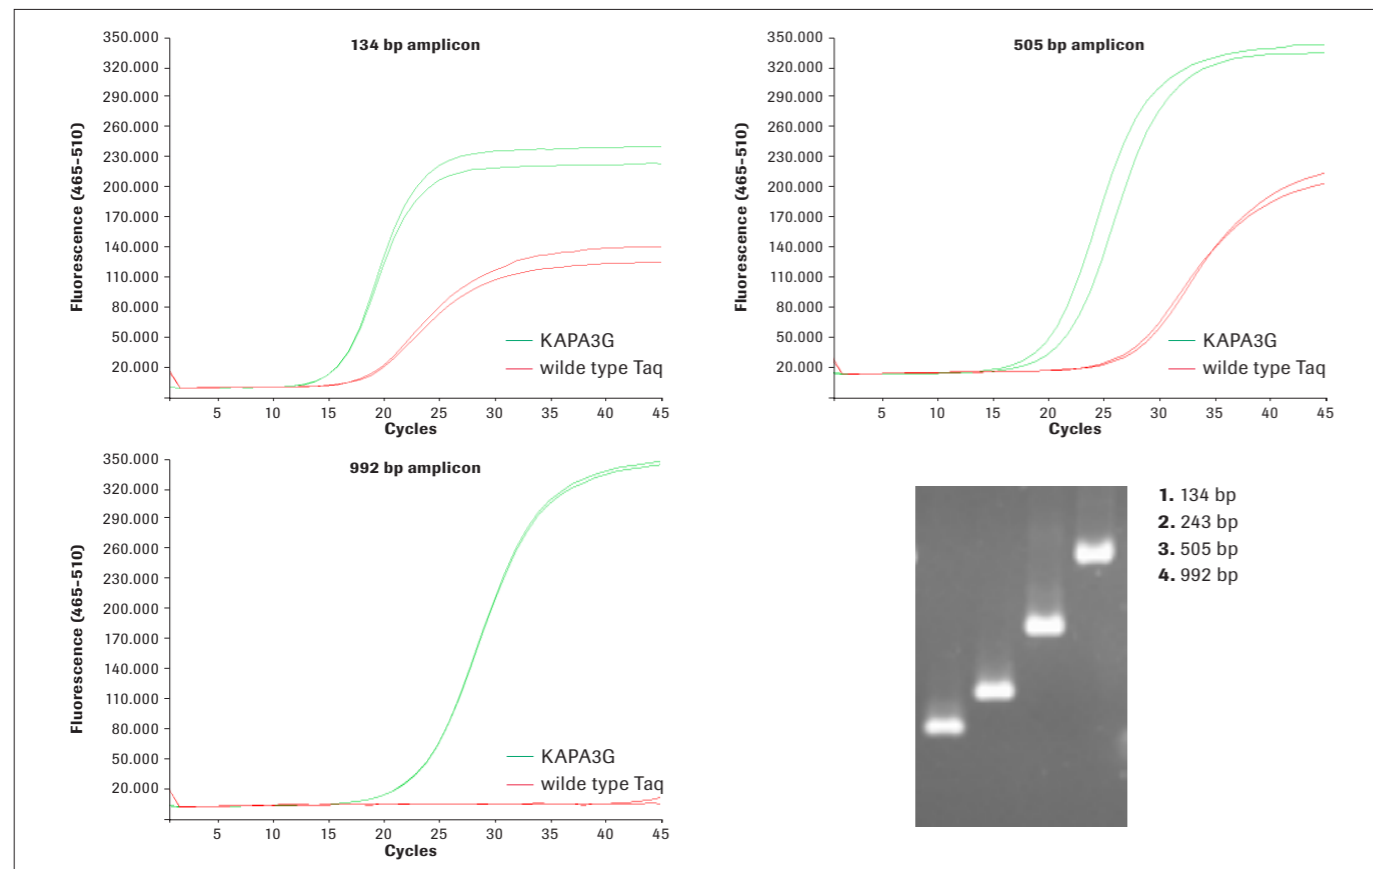 134 bp amplicon
Fluorescence (465-510)
350.000
320.000
290.000
260.000
230.000
200.000
170.000
140.000
110.000
80.000
50.000
20.000
KAPA3G
wilde type Taq
5 10 15 20 25 30 35 40 45
Cycles
505 bp amplicon
Fluorescence (465-510)
350.000
320.000
290.000
260.000
230.000
200.000
170.000
140.000
110.000
80.000
50.000
20.000
KAPA3G
wilde type Taq
5 10 15 20 25 30 35 40 45
Cycles
992 bp amplicon
Fluorescence (465-510)
350.000
320.000
290.000
260.000
230.000
200.000
170.000
140.000
110.000
80.000
50.000
20.000
KAPA3G
wilde type Taq
5 10 15 20 25 30 35 40 45
Cycles
1. 134 bp
2. 243 bp
3. 505 bp
4. 992 bp